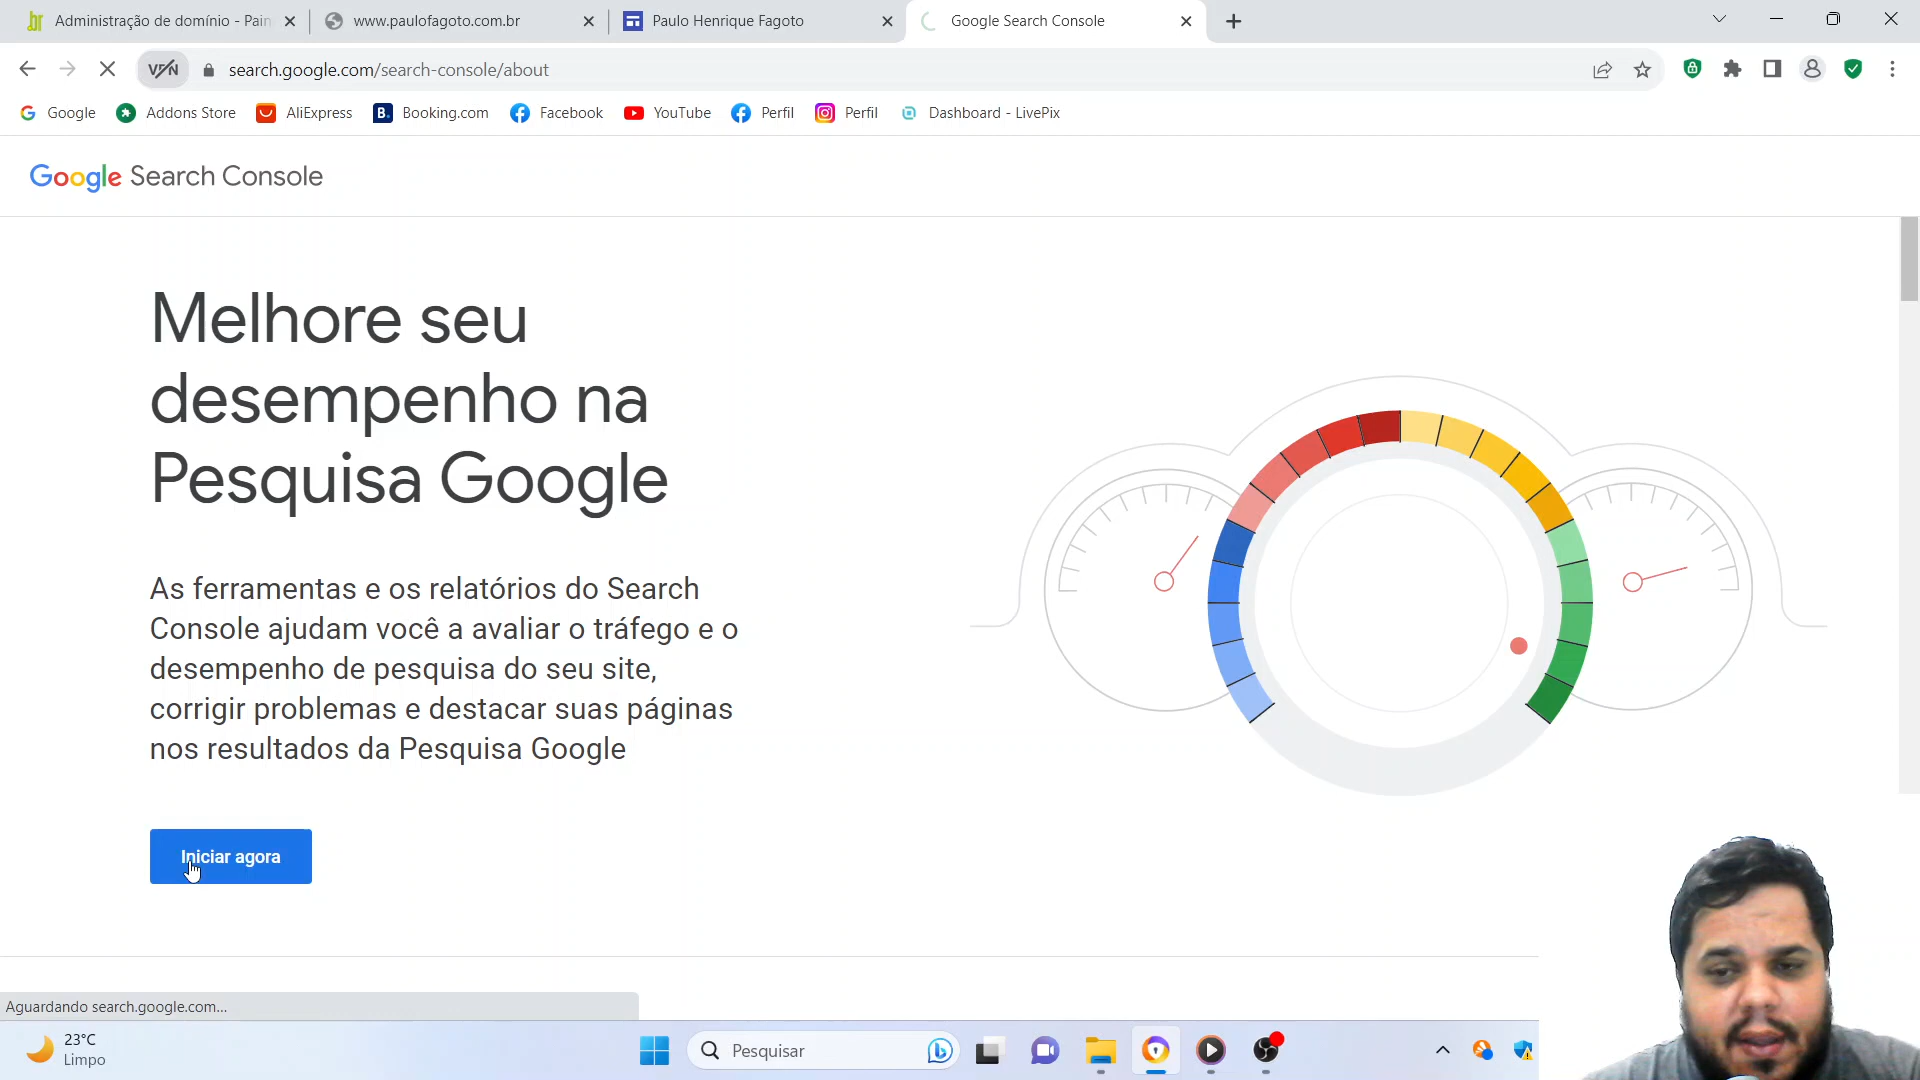 Administração de domínio - Pain
www.paulofagoto.com.br
Paulo Henrique Fagoto
Google Search Console
VPN
search.google.com/search-console/about
Google
Addons Store
AliExpress
B.
Booking.com
Facebook
YouTube
Perfil
Perfil
Dashboard - LivePix
Google Search Console
Melhore seu
desempenho na
Pesquisa Google
As ferramentas e os relatórios do Search
Console ajudam você a avaliar o tráfego e o
desempenho de pesquisa do seu site,
corrigir problemas e destacar suas páginas
nos resultados da Pesquisa Google
Iniciar agora
Aguardando search.google.com...
23°C
Limpo
Pesquisar